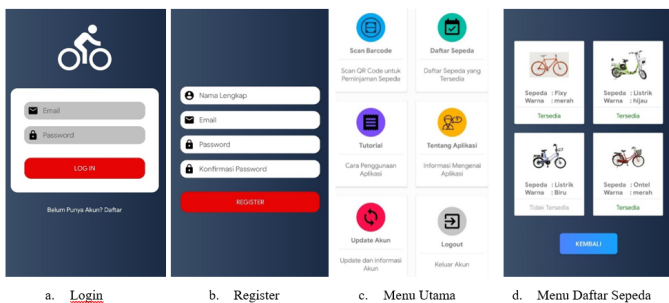 Email
Password
LOG IN
Belum Punya Akun? Daftar
a. Login
Nama Lengkap
Email
Password
Konfirmasi Password
REGISTER
b. Register
Scan Barcode
Scan QR Code untuk
Peminjaman Sepeda
Daftar Sepeda
Daftar Sepeda yang
Tersedia
Tutorial
Cara Penggunaan
Aplikasi
Tentang Aplikasi
Informasi Mengenai
Aplikasi
Update Akun
Update dan Informasi
Akun
Logout
Keluar Akun
c. Menu Utama
Sepeda : Fixy
Warna : merah
Tersedia
Sepeda : Listrik
Warna : hijau
Tersedia
Sepeda : Listrik
Warna : Biru
Tidak Tersedia
Sepeda : Ontel
Warna : merah
Tersedia
KEMBALI
d. Menu Daftar Sepeda